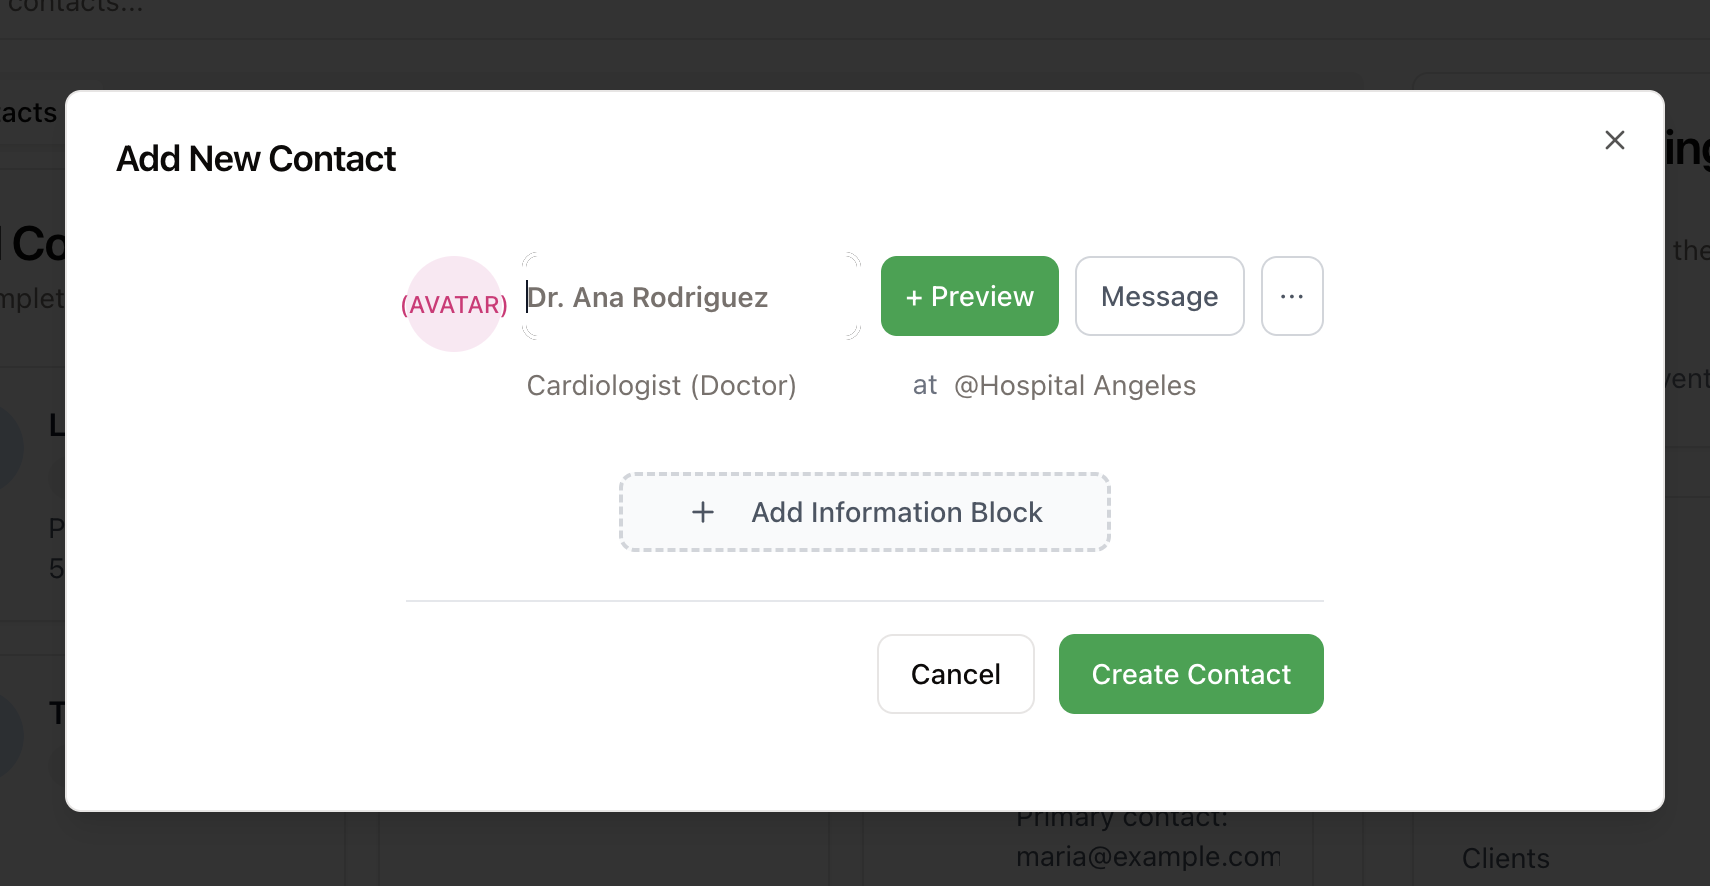 contacts...
acts
Add New Contact
ing
l Co
the
mplet
(AVATAR)
Dr. Ana Rodriguez
+ Preview
Message
...
Cardiologist (Doctor)
at @Hospital Angeles
vent
L
+ Add Information Block
P
5
Cancel
Create Contact
T
Primary contact:
maria@example.com
Clients